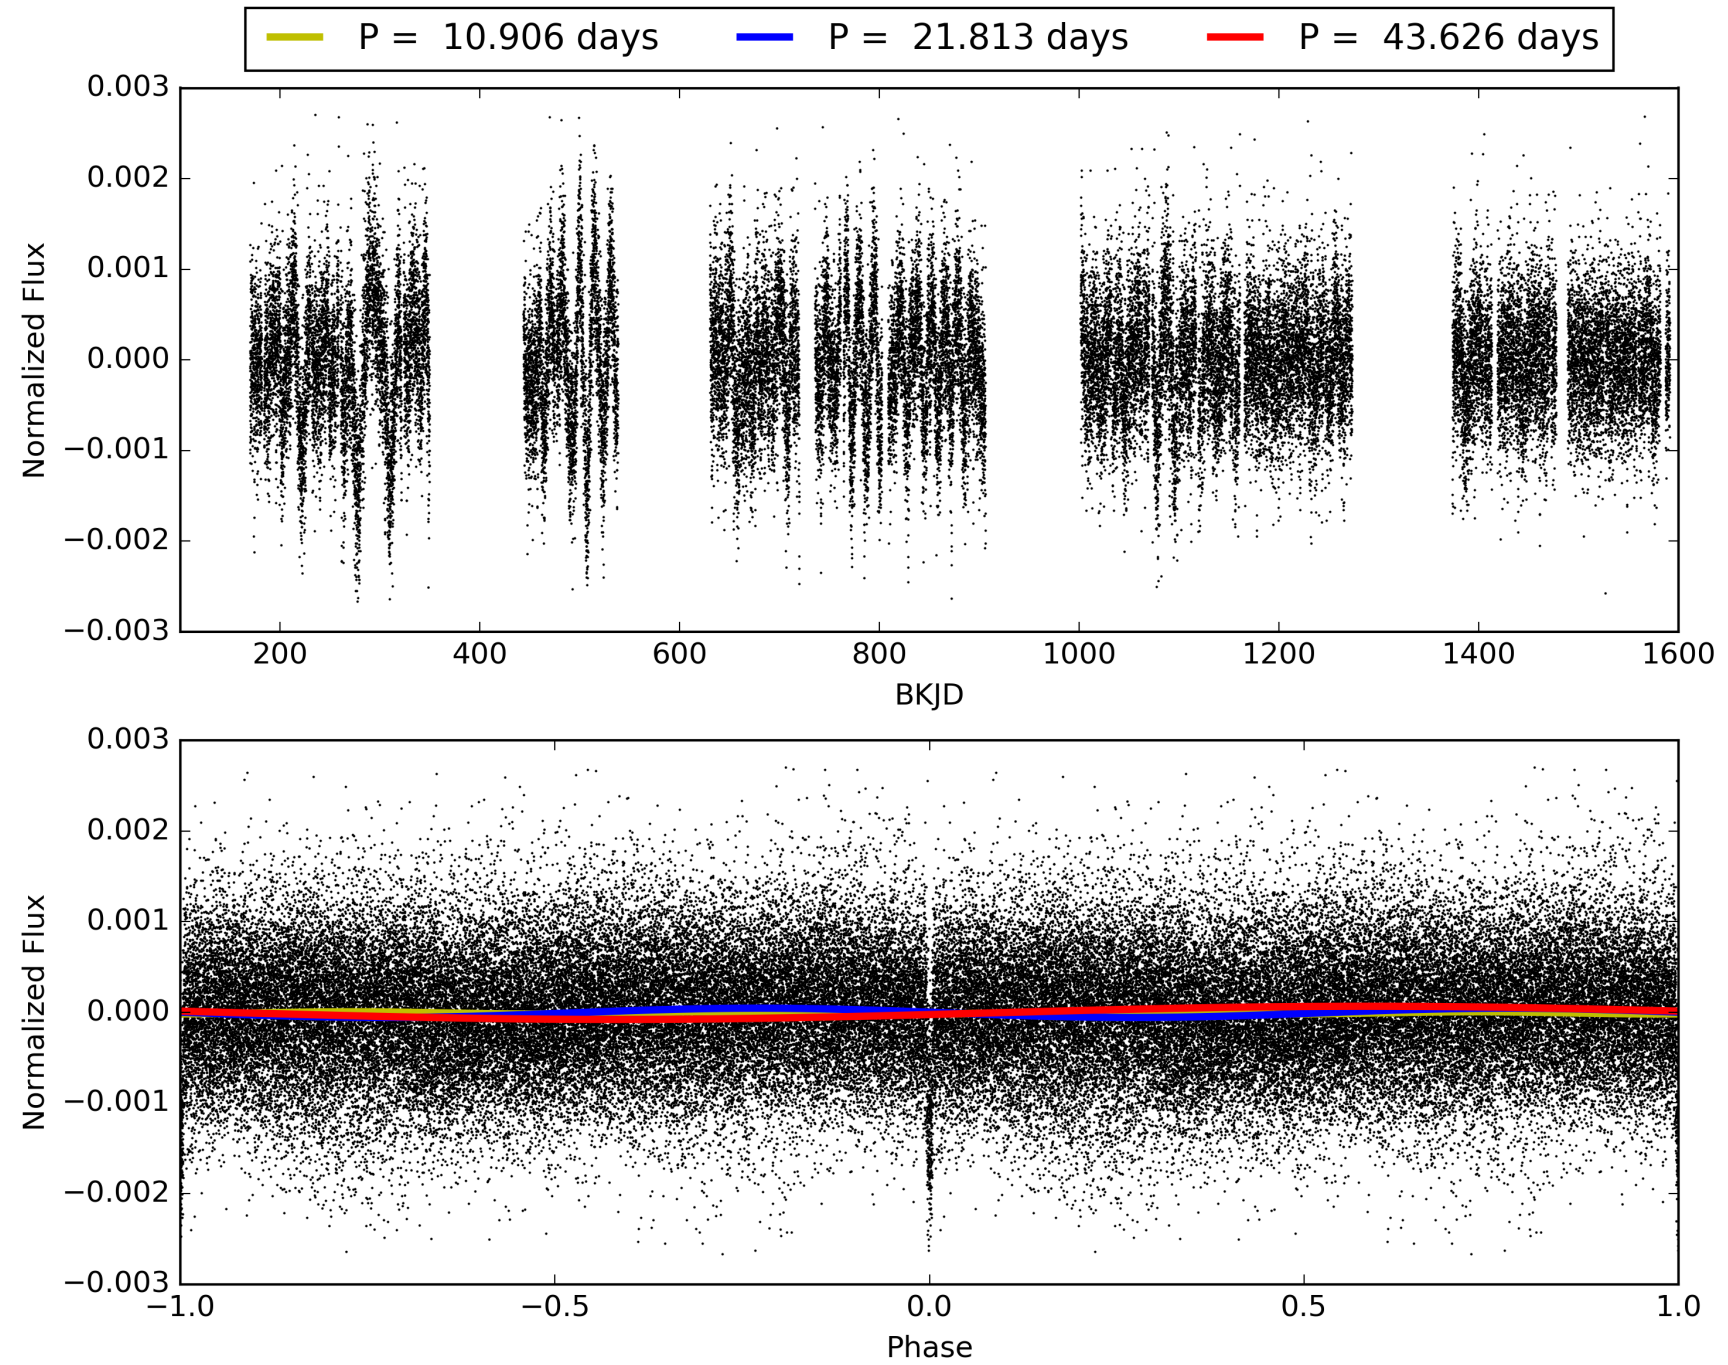 P = 10.906 days P = 21.813 days P = 43.626 days
0.003
0.002
0.001
0.000
−0.001
−0.002
−0.003
Normalized Flux
200 400 600 800 1000 1200 1400 1600
BKJD
0.003
0.002
0.001
0.000
−0.001
−0.002
−0.003
Normalized Flux
−1.0 −0.5 0.0 0.5 1.0
Phase